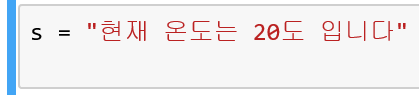 s = "현재 온도는 20도 입니다"